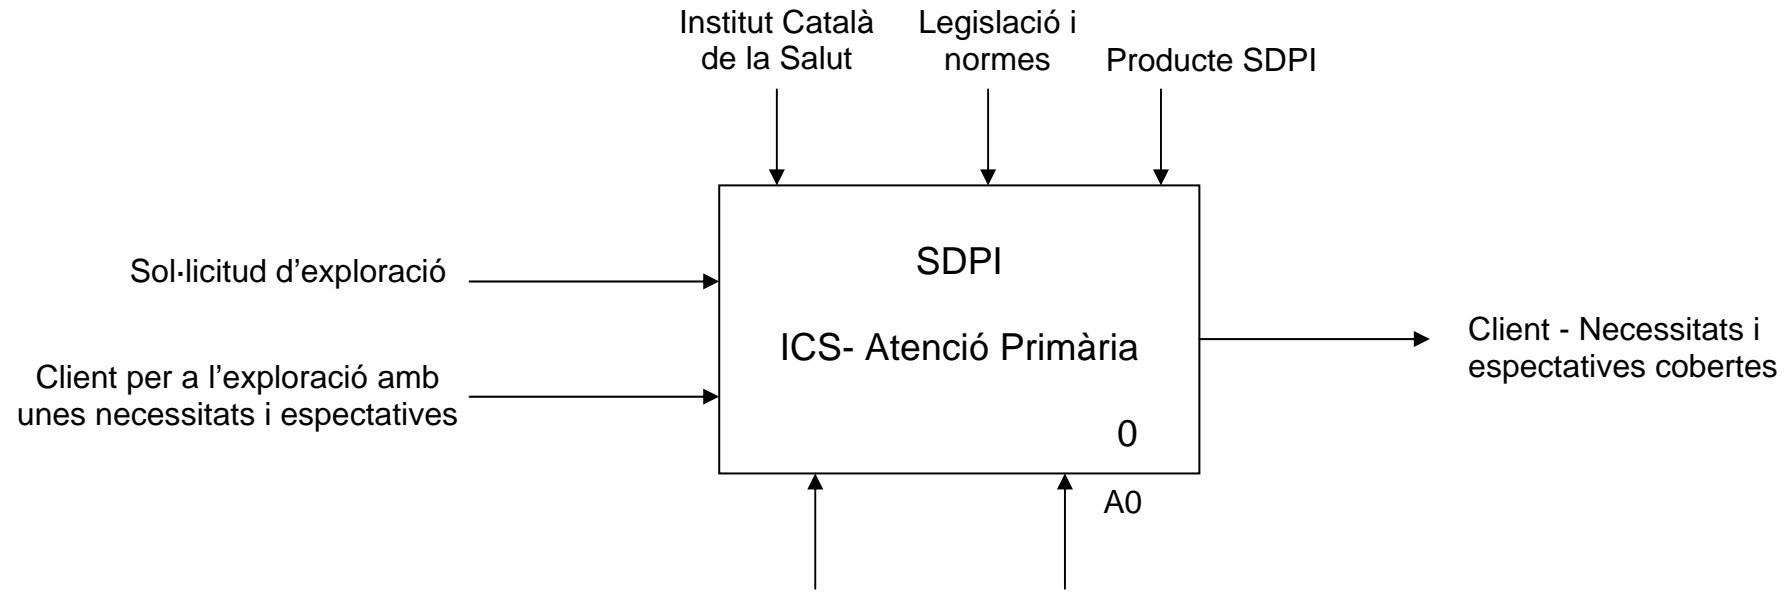 Institut Català
de la Salut
Legislació i
normes
Producte SDPI
SDPI
Sol·licitud d’exploració
ICS- Atenció Primària
Client - Necessitats i
espectatives cobertes
Client per a l’exploració amb
unes necessitats i espectatives
0
A0